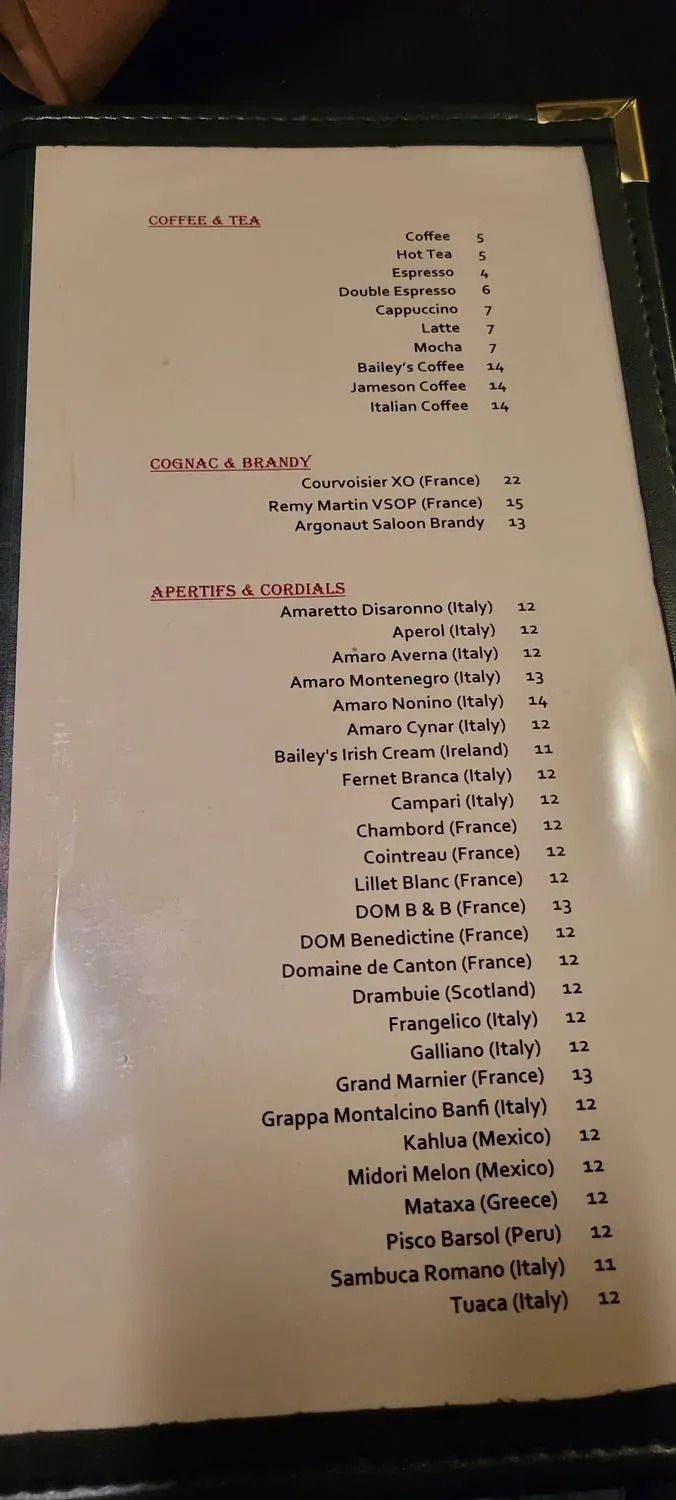 COFFEE & TEA
Coffee 5
Hot Tea 5
Espresso 4
Double Espresso 6
Cappuccino 7
Latte 7
Mocha 7
Bailey's Coffee 14
Jameson Coffee 14
Italian Coffee 14
COGNAC & BRANDY
Courvoisier XO (France) 22
Remy Martin VSOP (France) 15
Argonaut Saloon Brandy 13
APERTIFS & CORDIALS
Amaretto Disaronno (Italy) 12
Aperol (Italy) 12
Amaro Averna (Italy) 12
Amaro Montenegro (Italy) 13
Amaro Nonino (Italy) 14
Amaro Cynar (Italy) 12
Bailey's Irish Cream (Ireland) 11
Fernet Branca (Italy) 12
Campari (Italy) 12
Chambord (France) 12
Cointreau (France) 12
Lillet Blanc (France) 12
DOM B & B (France) 13
DOM Benedictine (France) 12
Domaine de Canton (France) 12
Drambuie (Scotland) 12
Frangelico (Italy) 12
Galliano (Italy) 12
Grand Marnier (France) 13
Grappa Montalcino Banfi (Italy) 12
Kahlua (Mexico) 12
Midori Melon (Mexico) 12
Mataxa (Greece) 12
Pisco Barsol (Peru) 12
Sambuca Romano (Italy) 11
Tuaca (Italy) 12